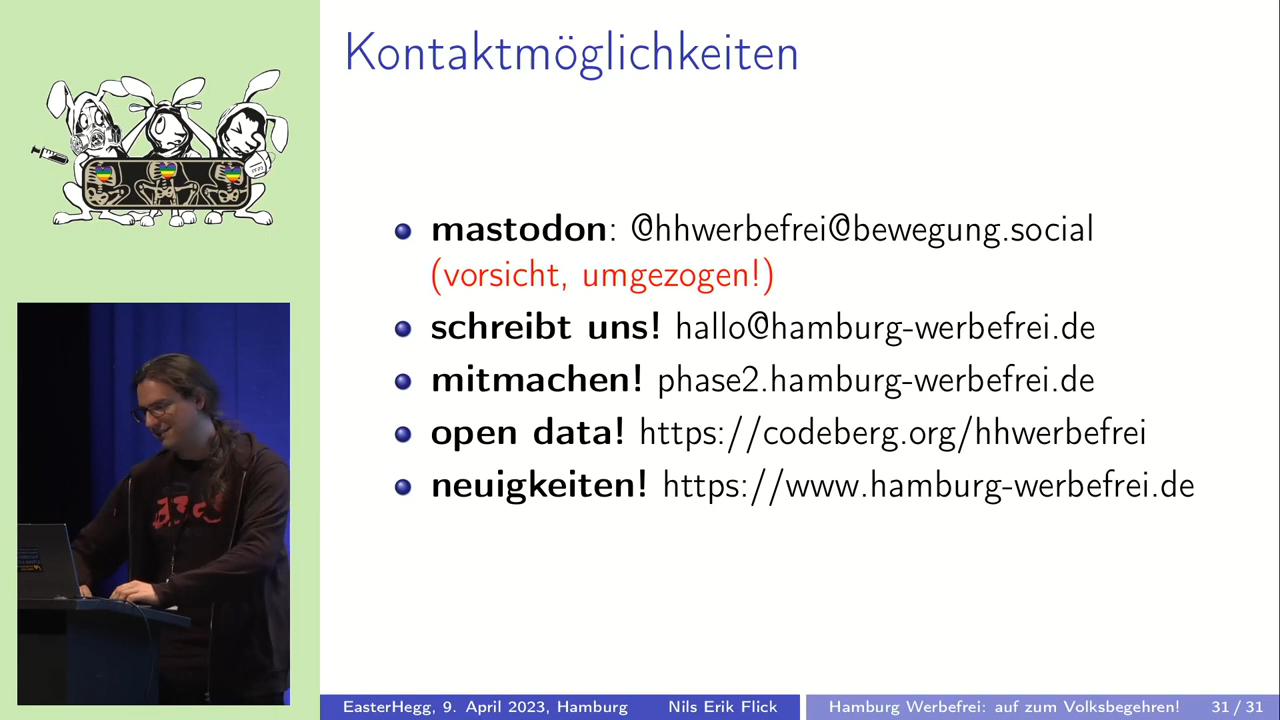 Kontaktmöglichkeiten
mastodon: @hhwerbefrei@bewegung.social
(vorsicht, umgezogen!)
schreibt uns! hallo@hamburg-werbefrei.de
mitmachen! phase2.hamburg-werbefrei.de
open data! https://codeberg.org/hhwerbefrei
neuigkeiten! https://www.hamburg-werbefrei.de
EasterHegg, 9. April 2023, Hamburg Nils Erik Flick Hamburg Werbefrei: auf zum Volksbegehren! 31 / 31